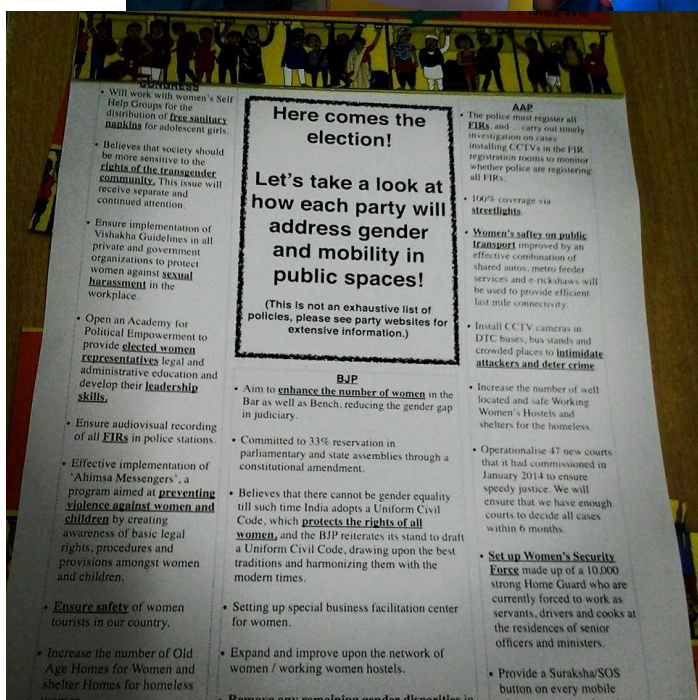 CONGRESS
• Will work with women's Self
Help Groups for the
distribution of free sanitary
napkins for adolescent girls.
• Believes that society should
be more sensitive to the
rights of the transgender
community. This issue will
receive separate and
continued attention.
• Ensure implementation of
Vishakha Guidelines in all
private and government
organizations to protect
women against sexual
harassment in the
workplace.
• Open an Academy for
Political Empowerment to
provide elected women
representatives legal and
administrative education and
develop their leadership
skills.
• Ensure audiovisual recording
of all FIRs in police stations.
• Effective implementation of
'Ahimsa Messengers', a
program aimed at preventing
violence against women and
children by creating
awareness of basic legal
rights, procedures and
provisions amongst women
and children.
• Ensure safety of women
tourists in our country.
• Increase the number of Old
Age Homes for Women and
shelter Homes for homeless
women
Here comes the
election!
Let's take a look at
how each party will
address gender
and mobility in
public spaces!
(This is not an exhaustive list of
policies, please see party websites for
extensive information.)
BJP
• Aim to enhance the number of women in the
Bar as well as Bench, reducing the gender gap
in judiciary.
• Committed to 33% reservation in
parliamentary and state assemblies through a
constitutional amendment.
• Believes that there cannot be gender equality
till such time India adopts a Uniform Civil
Code, which protects the rights of all
women, and the BJP reiterates its stand to draft
a Uniform Civil Code, drawing upon the best
traditions and harmonizing them with the
modern times.
• Setting up special business facilitation center
for women.
• Expand and improve upon the network of
women / working women hostels.
• Remove any remaining gender disparities in
AAP
• The police must register all
FIRs, and carry out timely
investigation on cases
installing CCTVs in the FIR
registration rooms to monitor
whether police are registering
all FIRs.
• 100% coverage via
streetlights.
• Women's saftey on public
transport improved by an
effective combination of
shared autos, metro feeder
services and e-rickshaws will
be used to provide efficient
last mile connectivity.
• Install CCTV cameras in
DTC buses, bus stands and
crowded places to intimidate
attackers and deter crime.
• Increase the number of well
located and safe Working
Women's Hostels and
shelters for the homeless.
• Operationalise 47 new courts
that it had commissioned in
January 2014 to ensure
speedy justice. We will
ensure that we have enough
courts to decide all cases
within 6 months.
• Set up Women's Security
Force made up of a 10,000
strong Home Guard who are
currently forced to work as
servants, drivers and cooks at
the residences of senior
officers and ministers.
• Provide a Suraksha/SOS
button on every mobile